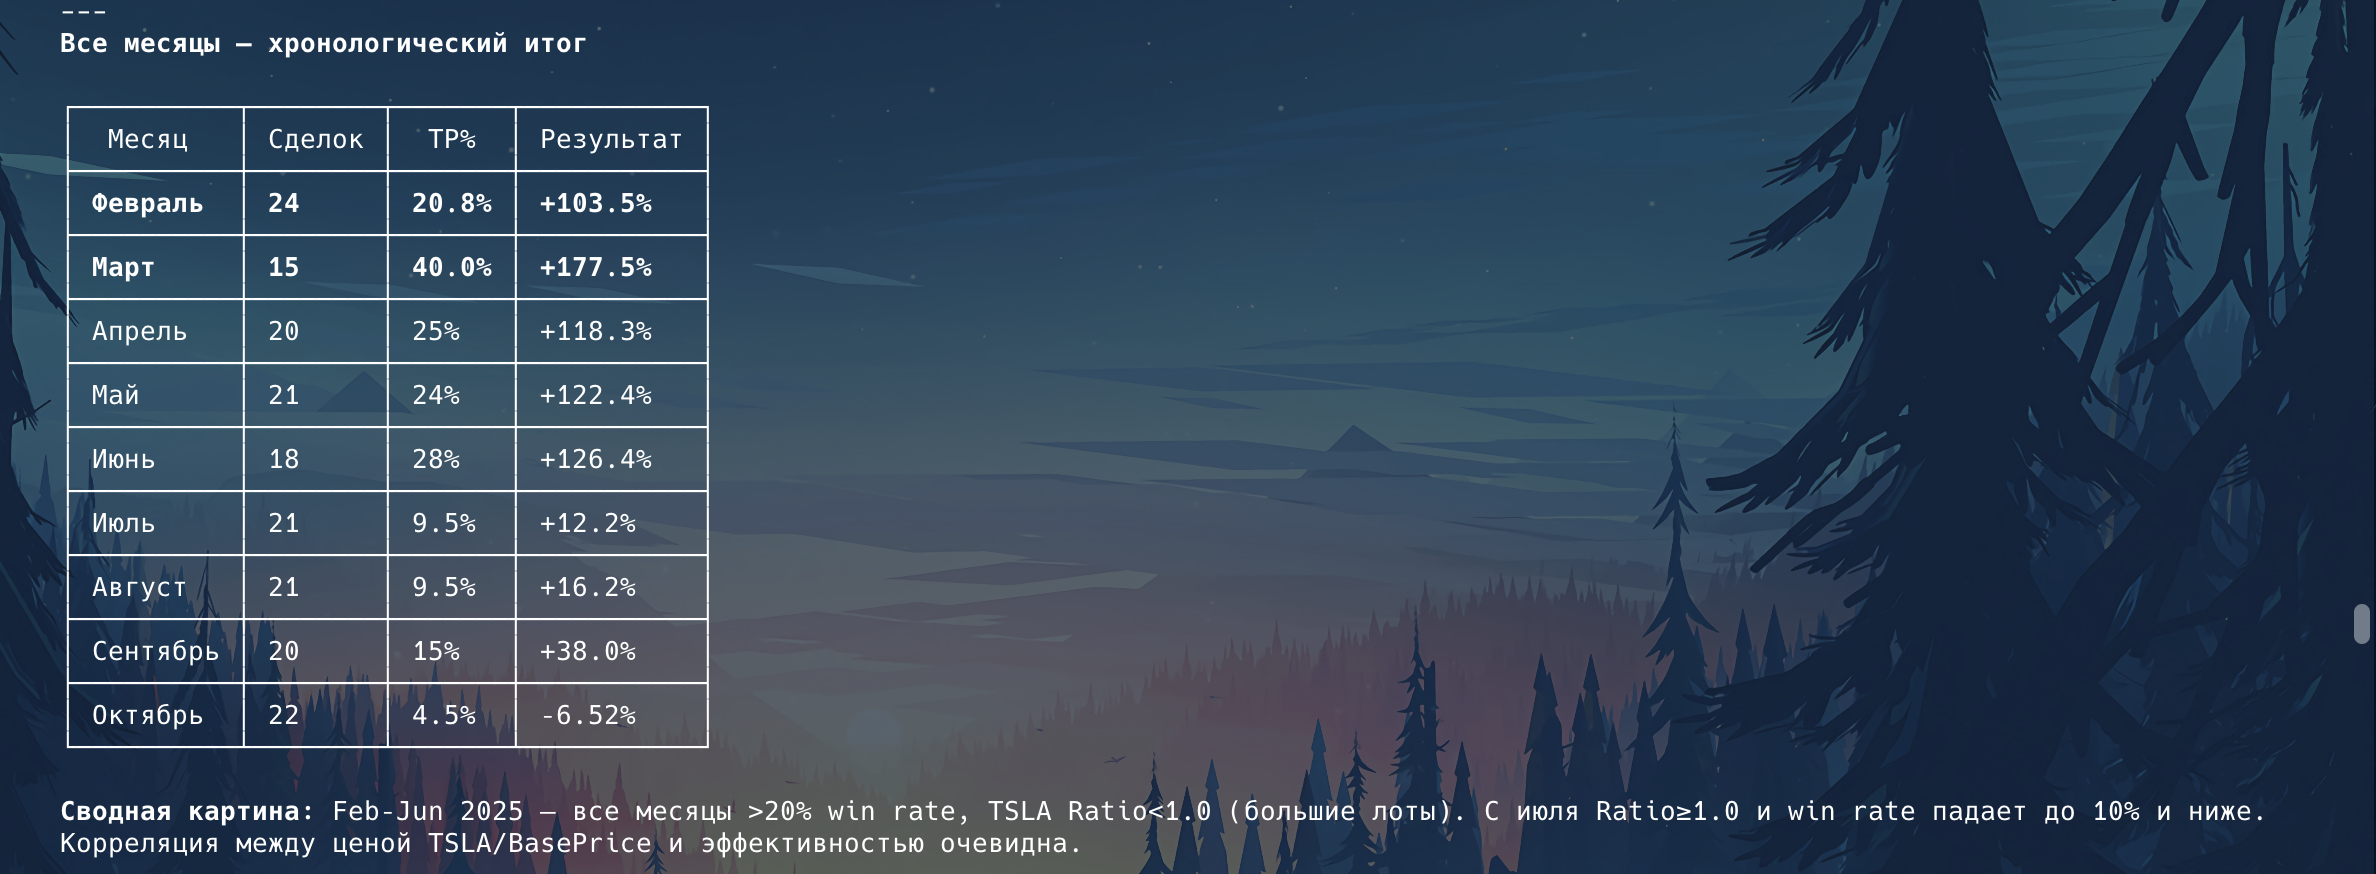 ---
Все месяцы — хронологический итог
Месяц Сделок TP% Результат
Февраль 24 20.8% +103.5%
Март 15 40.0% +177.5%
Апрель 20 25% +118.3%
Май 21 24% +122.4%
Июнь 18 28% +126.4%
Июль 21 9.5% +12.2%
Август 21 9.5% +16.2%
Сентябрь 20 15% +38.0%
Октябрь 22 4.5% -6.52%
Сводная картина: Feb-Jun 2025 — все месяцы >20% win rate, TSLA Ratio<1.0 (большие лоты). С июля Ratio≥1.0 и win rate падает до 10% и ниже.
Корреляция между ценой TSLA/BasePrice и эффективностью очевидна.